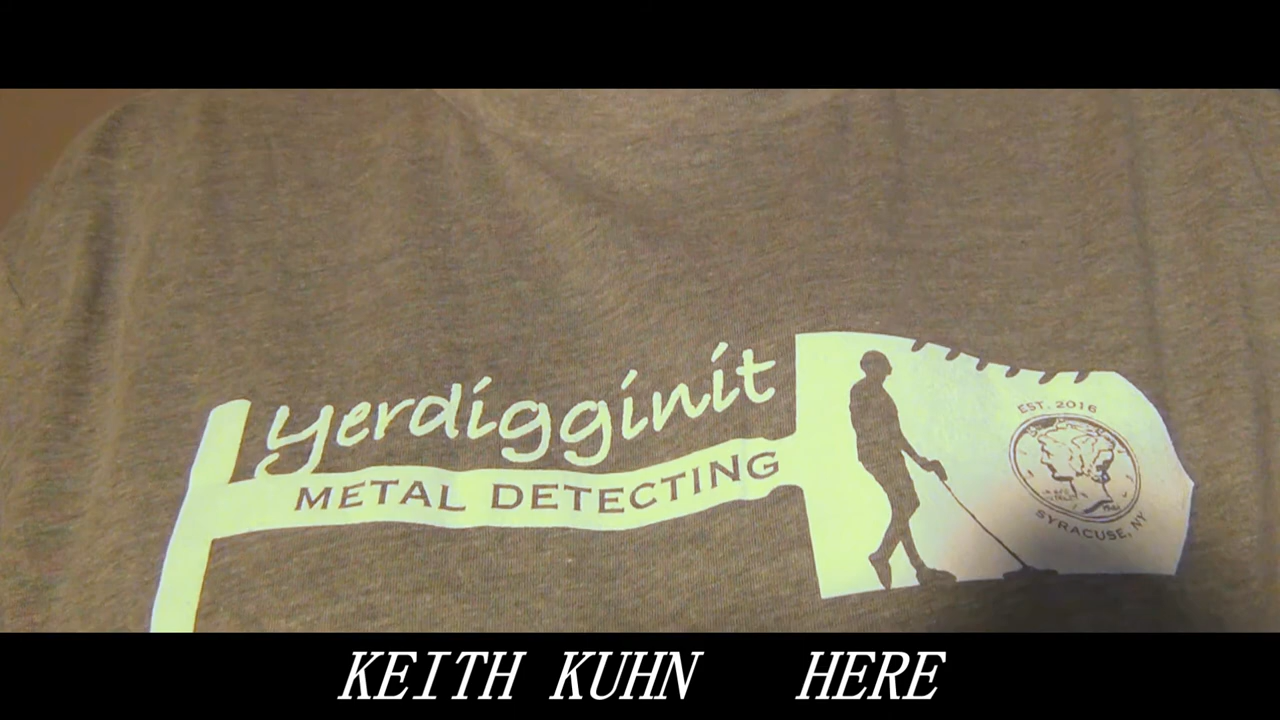 yerdigginit
METAL DETECTING
EST. 2016
SYRACUSE, NY
KEITH KUHN HERE